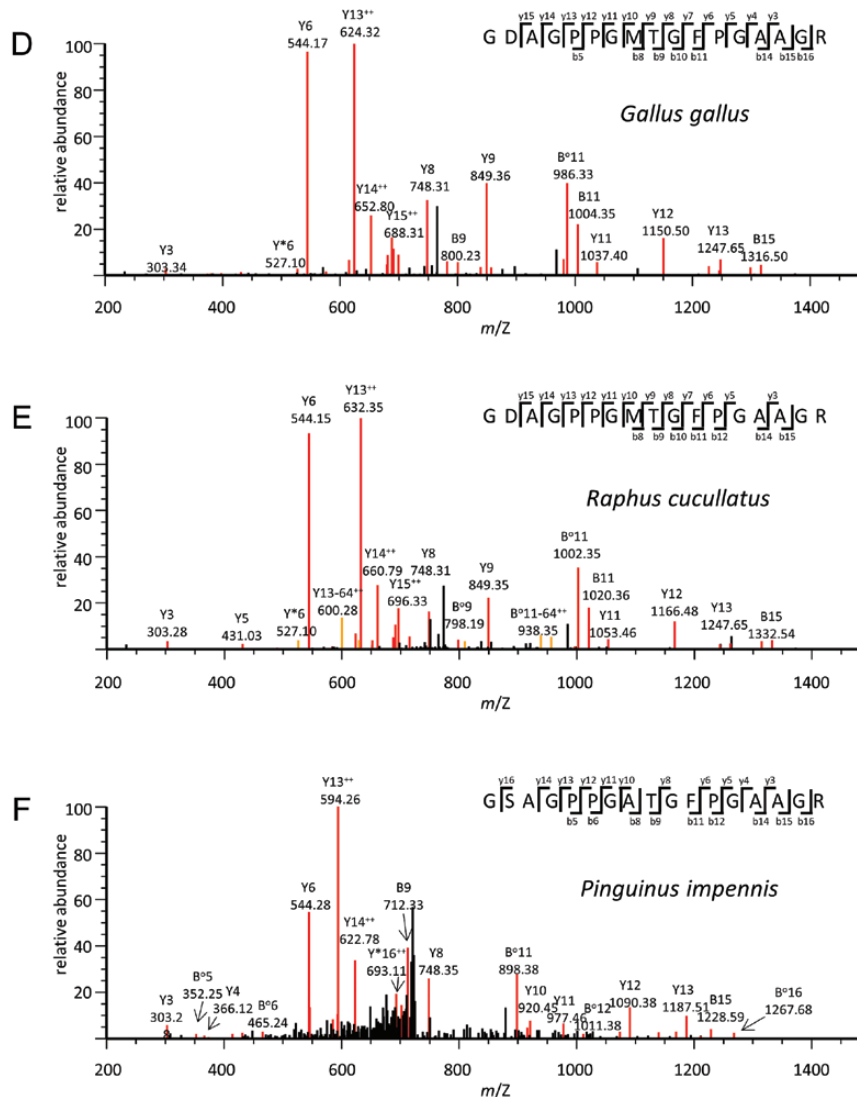 D
y15 y14 y13 y12 y11 y10 y9 y8 y7 y6 y5 y4 y3
G D A G P P G M T G F P G A A G R
b5 b8 b9 b10 b11 b14 b15 b16
Gallus gallus
relative abundance
100
80
60
40
20
Y3
303.34
Y*6
527.10
Y6
544.17
Y13++
624.32
Y14++
652.80
Y15++
688.31
Y8
748.31
B9
800.23
Y9
849.36
B°11
986.33
B11
1004.35
Y11
1037.40
Y12
1150.50
Y13
1247.65
B15
1316.50
200 400 600 800 1000 1200 1400
m/Z
E
y15 y14 y13 y12 y11 y10 y9 y8 y7 y6 y5 y3
G D A G P P G M T G F P G A A G R
b8 b9 b10 b11 b12 b14 b15
Raphus cucullatus
relative abundance
100
80
60
40
20
Y3
303.28
Y5
431.03
Y*6
527.10
Y6
544.15
Y13-64++
600.28
Y13++
632.35
Y14++
660.79
Y15++
696.33
Y8
748.31
B°9
798.19
Y9
849.35
B°11-64++
938.35
B°11
1002.35
B11
1020.36
Y11
1053.46
Y12
1166.48
Y13
1247.65
B15
1332.54
200 400 600 800 1000 1200 1400
m/Z
F
y16 y14 y13 y12 y11 y10 y8 y6 y5 y4 y3
G S A G P P G A T G F P G A A G R
b5 b6 b8 b9 b11 b12 b14 b15 b16
Pinguinus impennis
relative abundance
100
80
60
40
20
Y3
303.2
8
B°5
352.25
Y4
366.12
B°6
465.24
Y6
544.28
Y13++
594.26
Y14++
622.78
Y*16++
693.11
B9
712.33
Y8
748.35
B°11
898.38
Y10
920.45
Y11
977.46
B°12
1011.38
Y12
1090.38
Y13
1187.51
B15
1228.59
B°16
1267.68
200 400 600 800 1000 1200 1400
m/Z